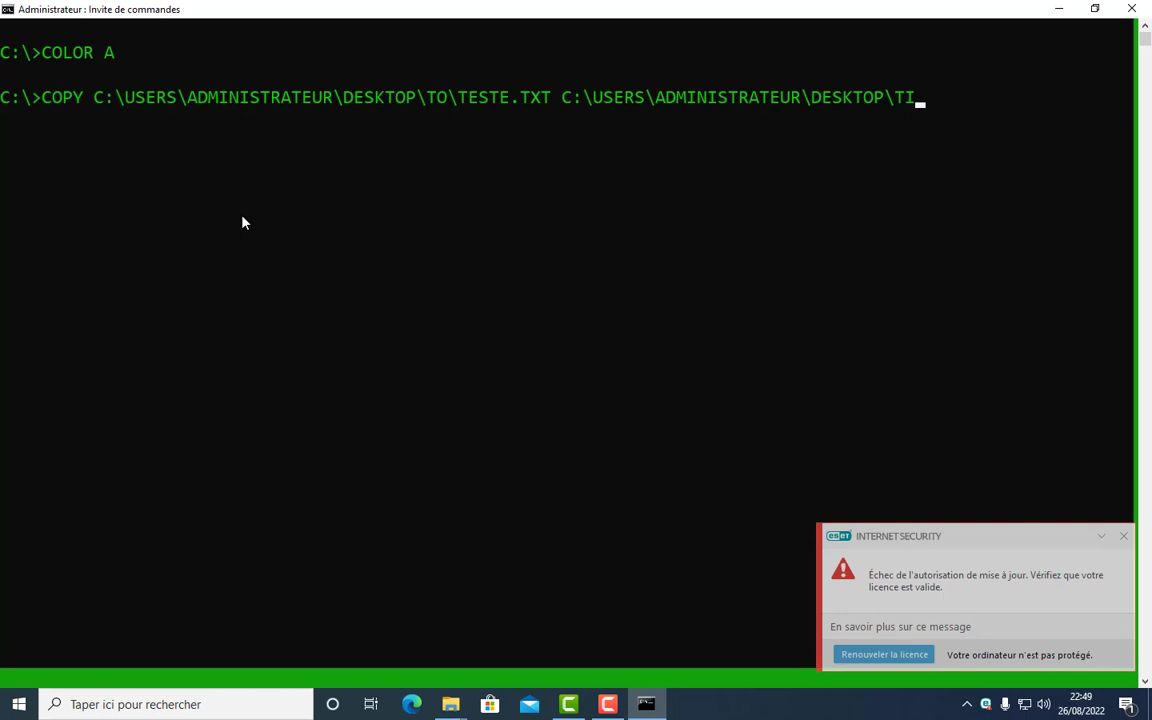 Administrateur : Invite de commandes
C:\>COLOR A
C:\>COPY C:\USERS\ADMINISTRATEUR\DESKTOP\TO\TESTE.TXT C:\USERS\ADMINISTRATEUR\DESKTOP\TI_
eset INTERNET SECURITY
Échec de l'autorisation de mise à jour. Vérifiez que votre
licence est valide.
En savoir plus sur ce message
Renouveler la licence Votre ordinateur n'est pas protégé.
Taper ici pour rechercher
22:49
26/08/2022
1